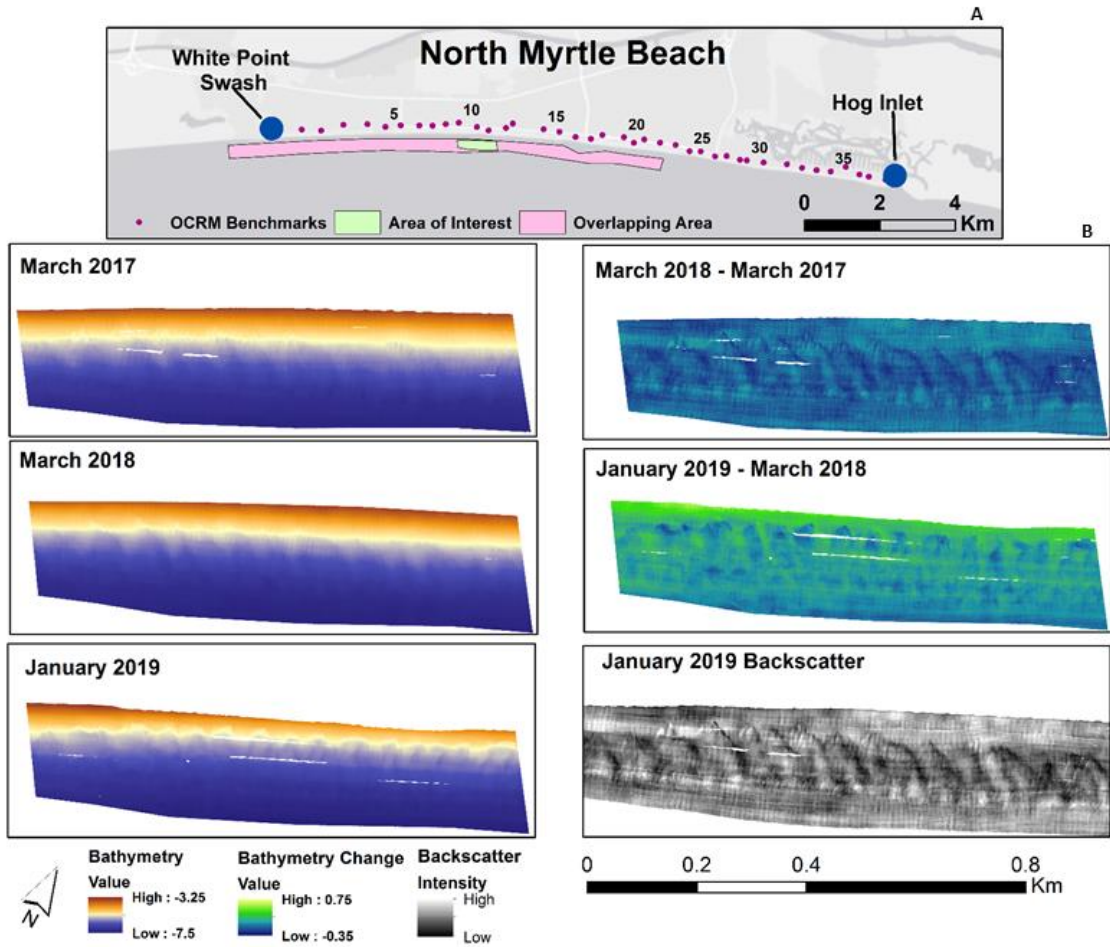 A
North Myrtle Beach
White Point
Swash
Hog Inlet
5
10
15
20
25
30
35
0 2 4
Km
OCRM Benchmarks
Area of Interest
Overlapping Area
B
March 2017
March 2018 - March 2017
March 2018
January 2019 - March 2018
January 2019
January 2019 Backscatter
N
Bathymetry
Value
High : -3.25
Low : -7.5
Bathymetry Change
Value
High : 0.75
Low : -0.35
Backscatter
Intensity
High
Low
0 0.2 0.4 0.8
Km